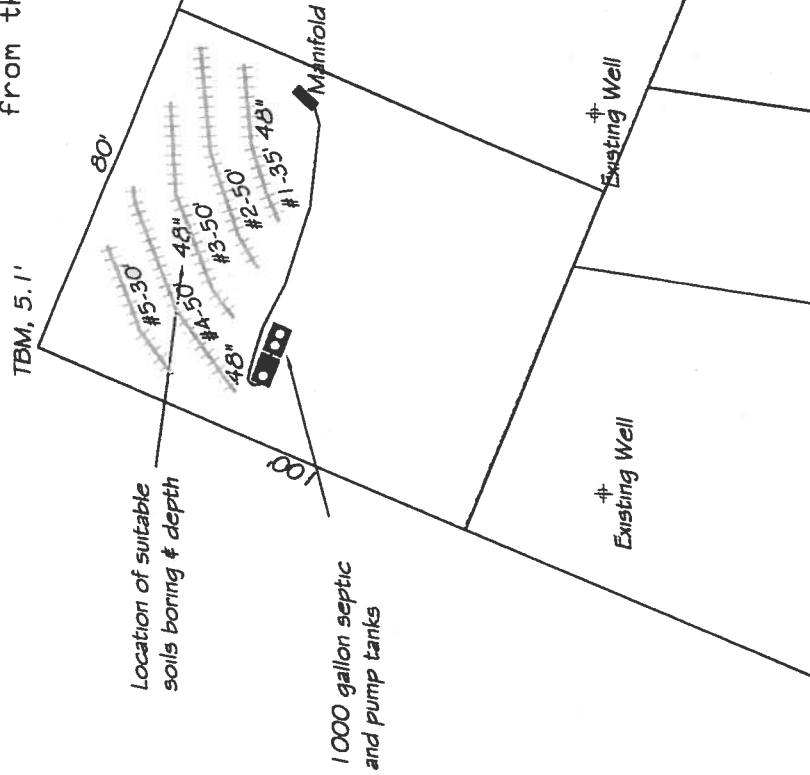 from th
TBM, 5.1'
80'
Manifold
#5-30'
48"
#4-50'
48"
#3-50'
#2-50'
48"
#1-35'
100'
Location of suitable
soils boring & depth
1000 gallon septic
and pump tanks
Existing Well
Existing Well